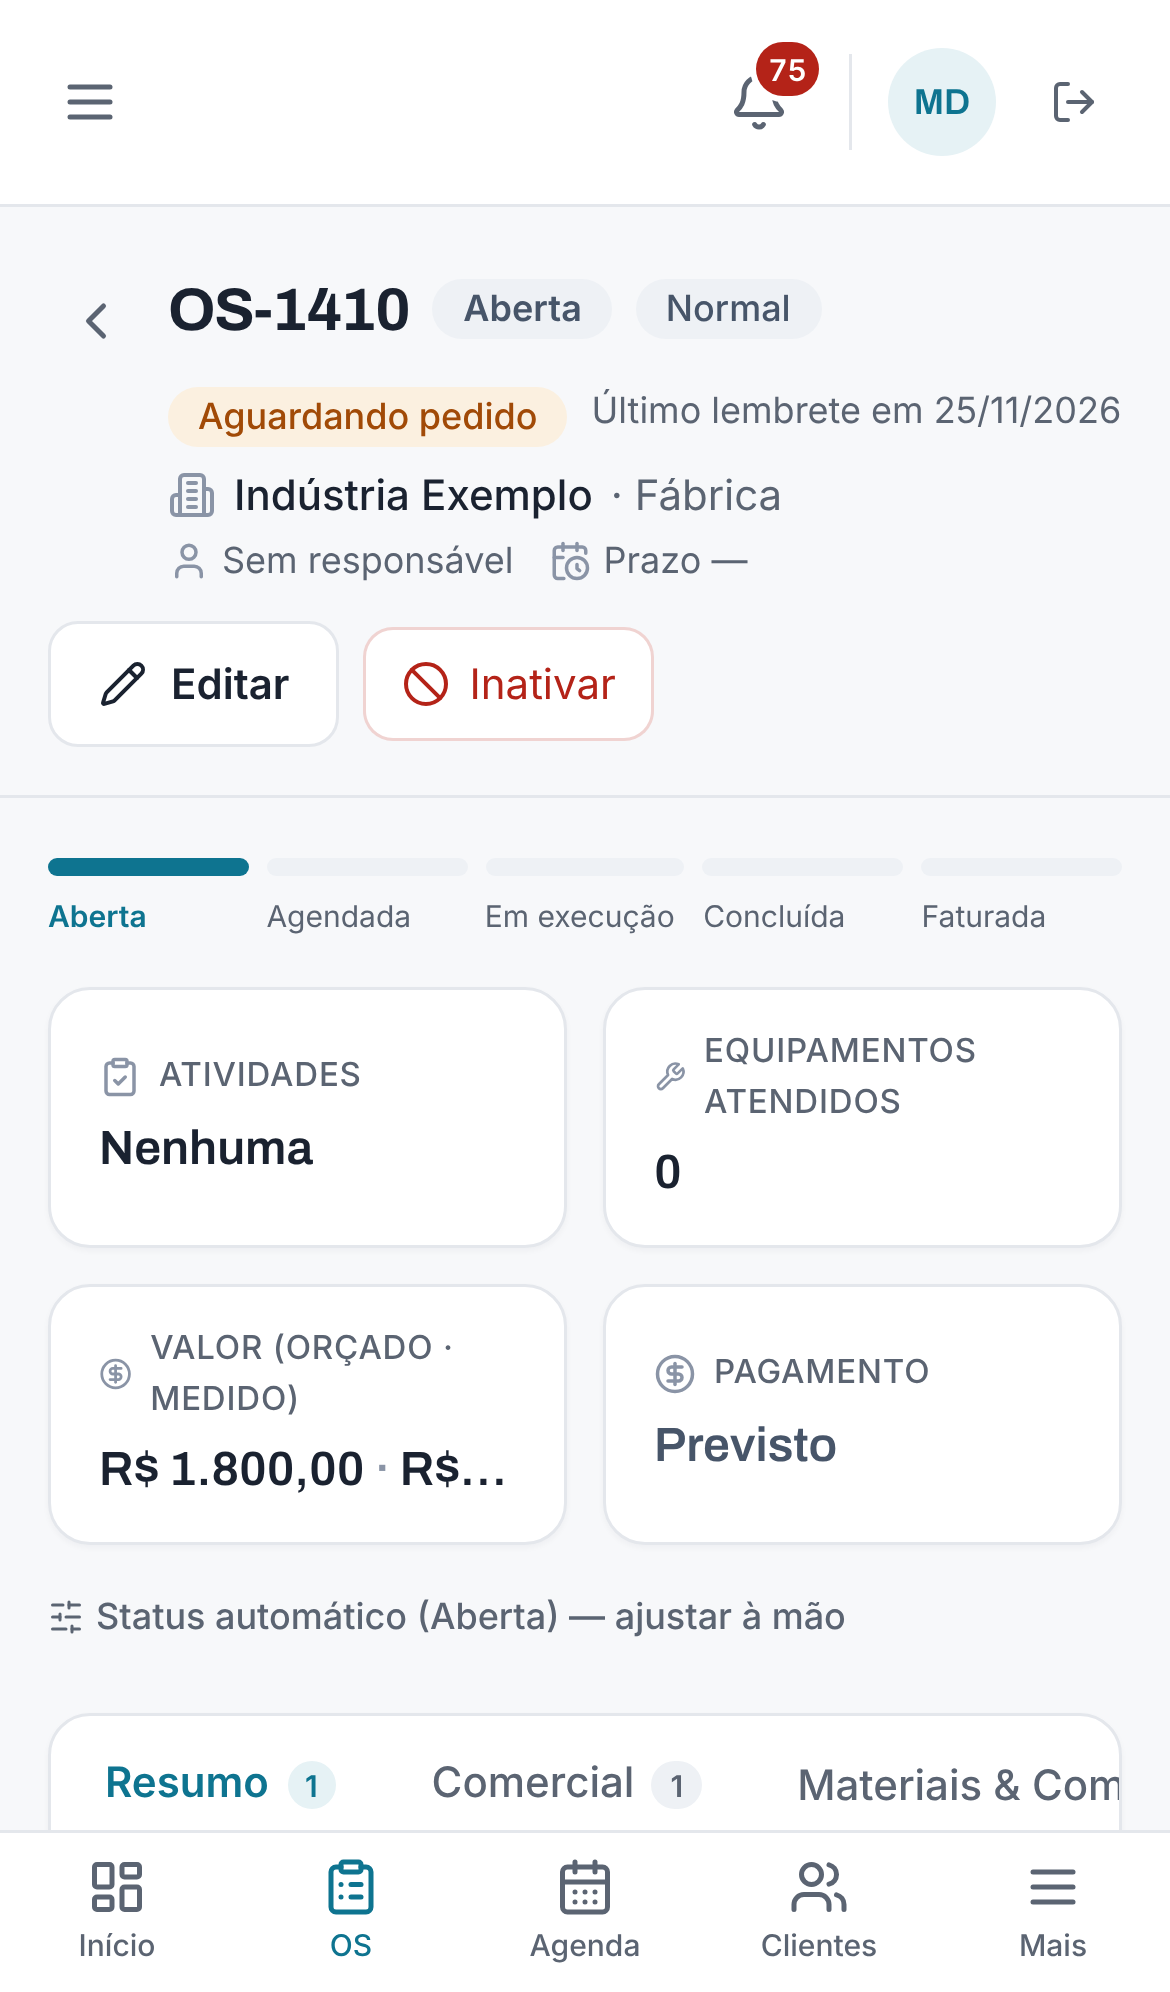 75
MD
OS-1410 Aberta Normal
Aguardando pedido Último lembrete em 25/11/2026
Indústria Exemplo · Fábrica
Sem responsável Prazo —
Editar Inativar
Aberta Agendada Em execução Concluída Faturada
ATIVIDADES
Nenhuma
EQUIPAMENTOS
ATENDIDOS
0
VALOR (ORÇADO ·
MEDIDO)
R$ 1.800,00 · R$...
PAGAMENTO
Previsto
Status automático (Aberta) — ajustar à mão
Resumo 1 Comercial 1 Materiais & Com
Início OS Agenda Clientes Mais